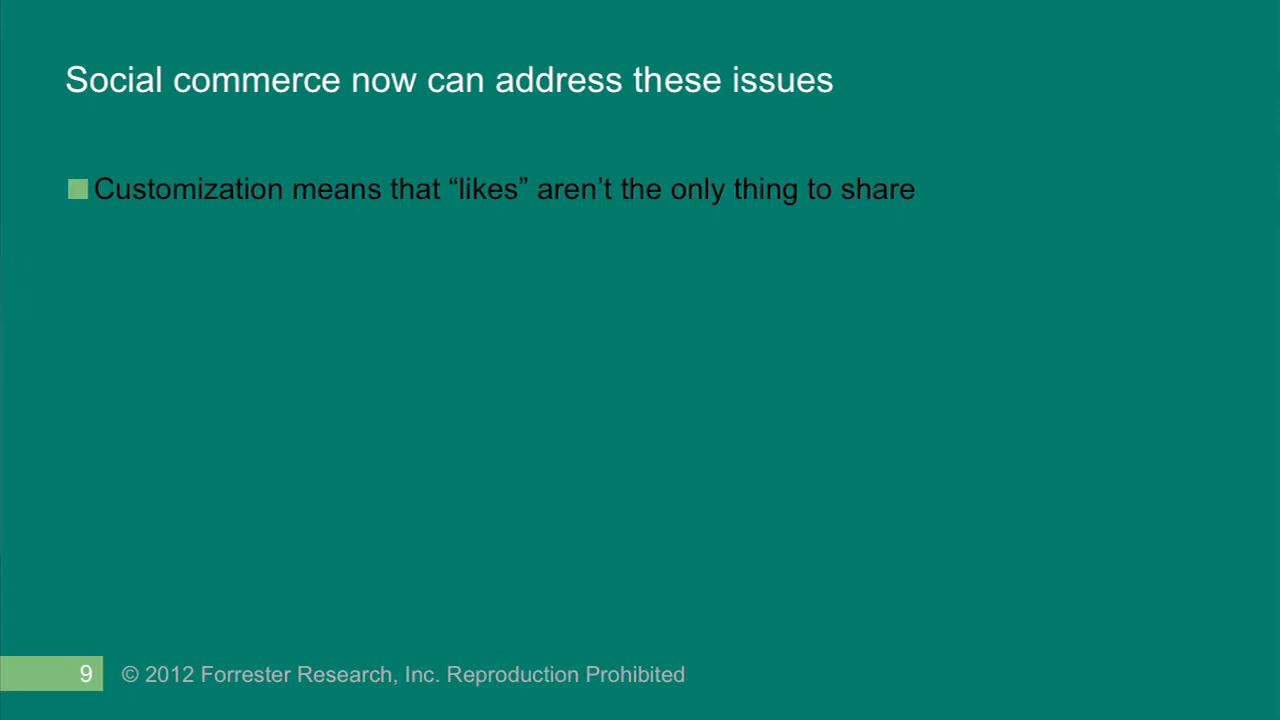 Social commerce now can address these issues
Customization means that “likes” aren’t the only thing to share
9 © 2012 Forrester Research, Inc. Reproduction Prohibited